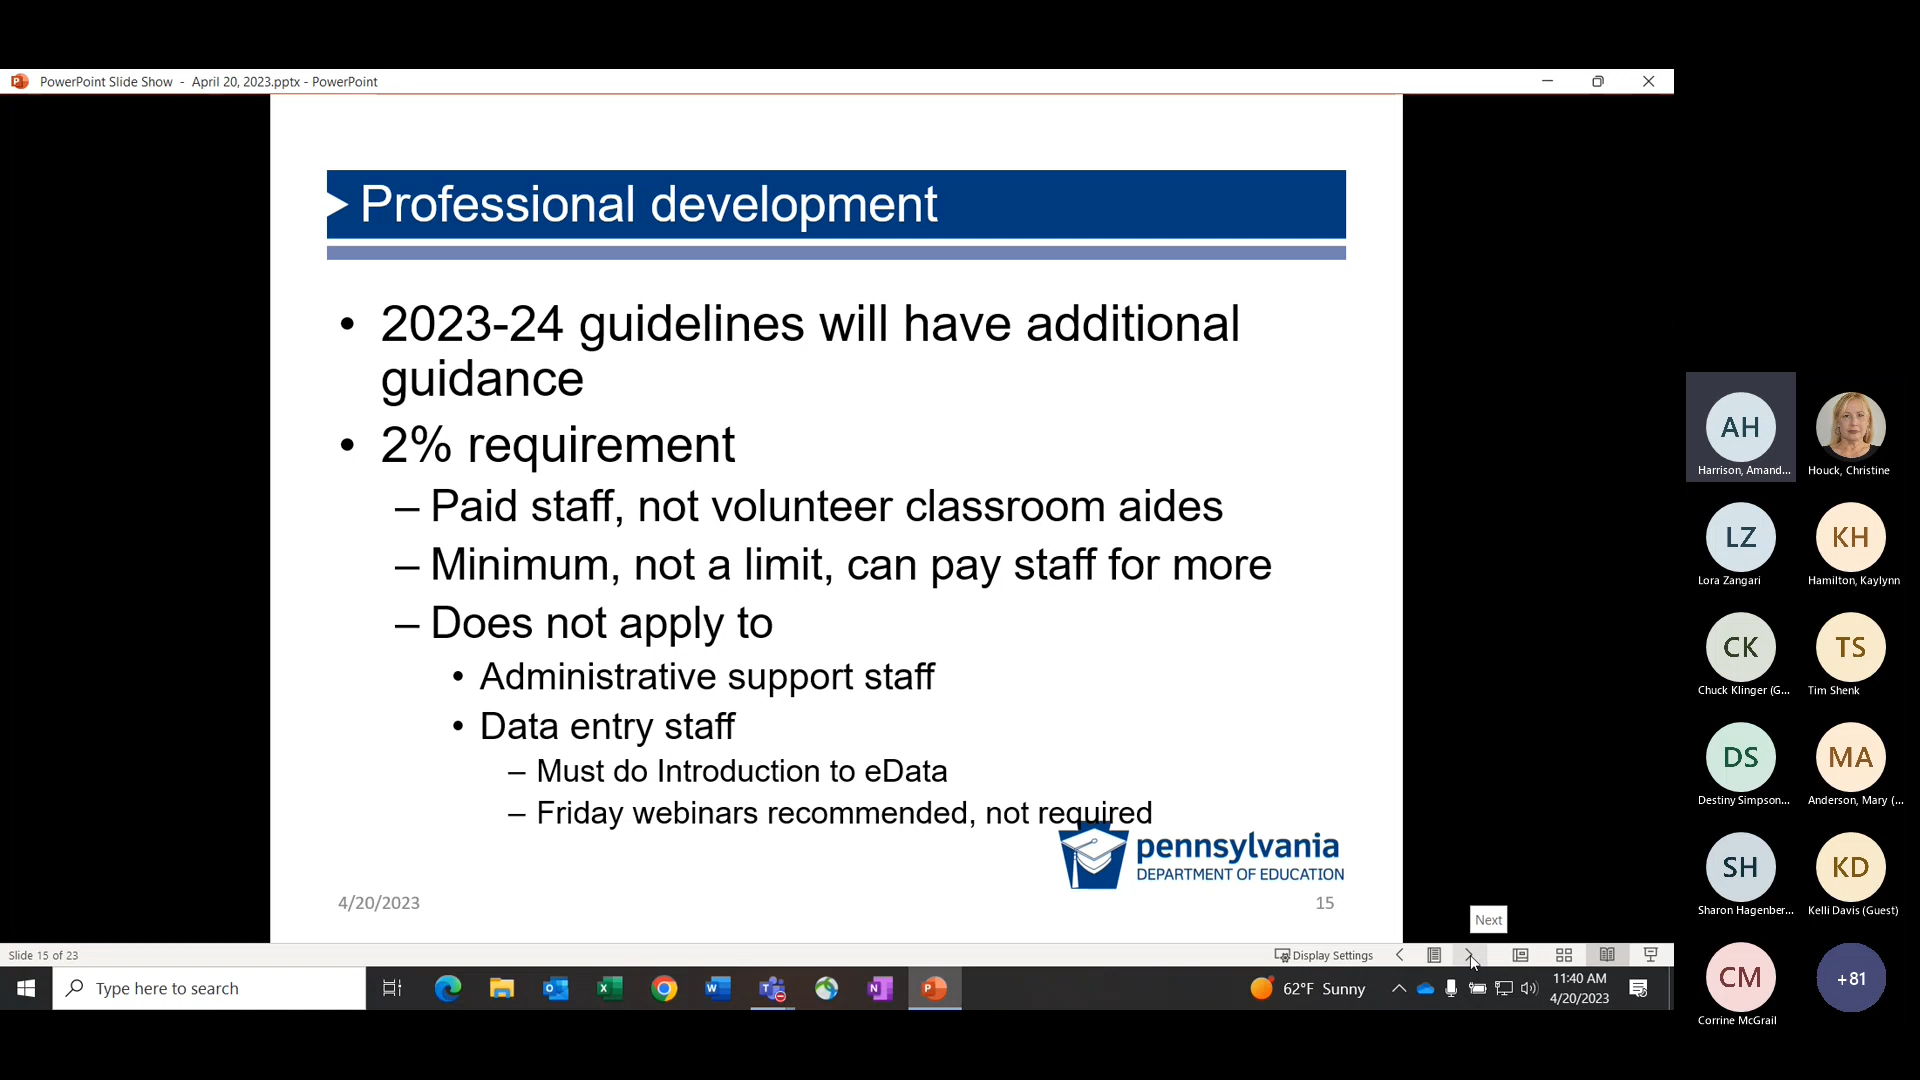 PowerPoint Slide Show - April 20, 2023.pptx - PowerPoint
Professional development
• 2023-24 guidelines will have additional
guidance
• 2% requirement
– Paid staff, not volunteer classroom aides
– Minimum, not a limit, can pay staff for more
– Does not apply to
• Administrative support staff
• Data entry staff
– Must do Introduction to eData
– Friday webinars recommended, not required
pennsylvania
DEPARTMENT OF EDUCATION
4/20/2023
15
Next
Slide 15 of 23
Display Settings
Type here to search
62°F Sunny
11:40 AM
4/20/2023
AH
Harrison, Amand...
Houck, Christine
LZ
Lora Zangari
KH
Hamilton, Kaylynn
CK
Chuck Klinger (G...
TS
Tim Shenk
DS
Destiny Simpson...
MA
Anderson, Mary (...
SH
Sharon Hagenber...
KD
Kelli Davis (Guest)
CM
Corrine McGrail
+81